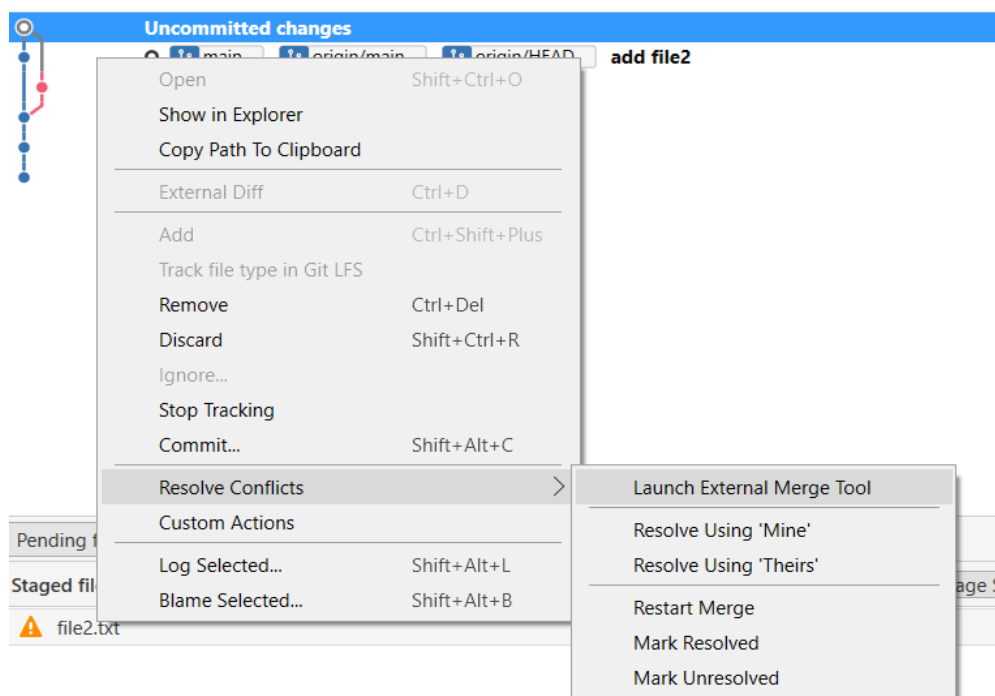 Uncommitted changes
main origin/main origin/HEAD add file2
Open Shift+Ctrl+O
Show in Explorer
Copy Path To Clipboard
External Diff Ctrl+D
Add Ctrl+Shift+Plus
Track file type in Git LFS
Remove Ctrl+Del
Discard Shift+Ctrl+R
Ignore...
Stop Tracking
Commit... Shift+Alt+C
Resolve Conflicts
Custom Actions
Log Selected... Shift+Alt+L
Blame Selected... Shift+Alt+B
Launch External Merge Tool
Resolve Using 'Mine'
Resolve Using 'Theirs'
Restart Merge
Mark Resolved
Mark Unresolved
Pending
Staged
file2.txt